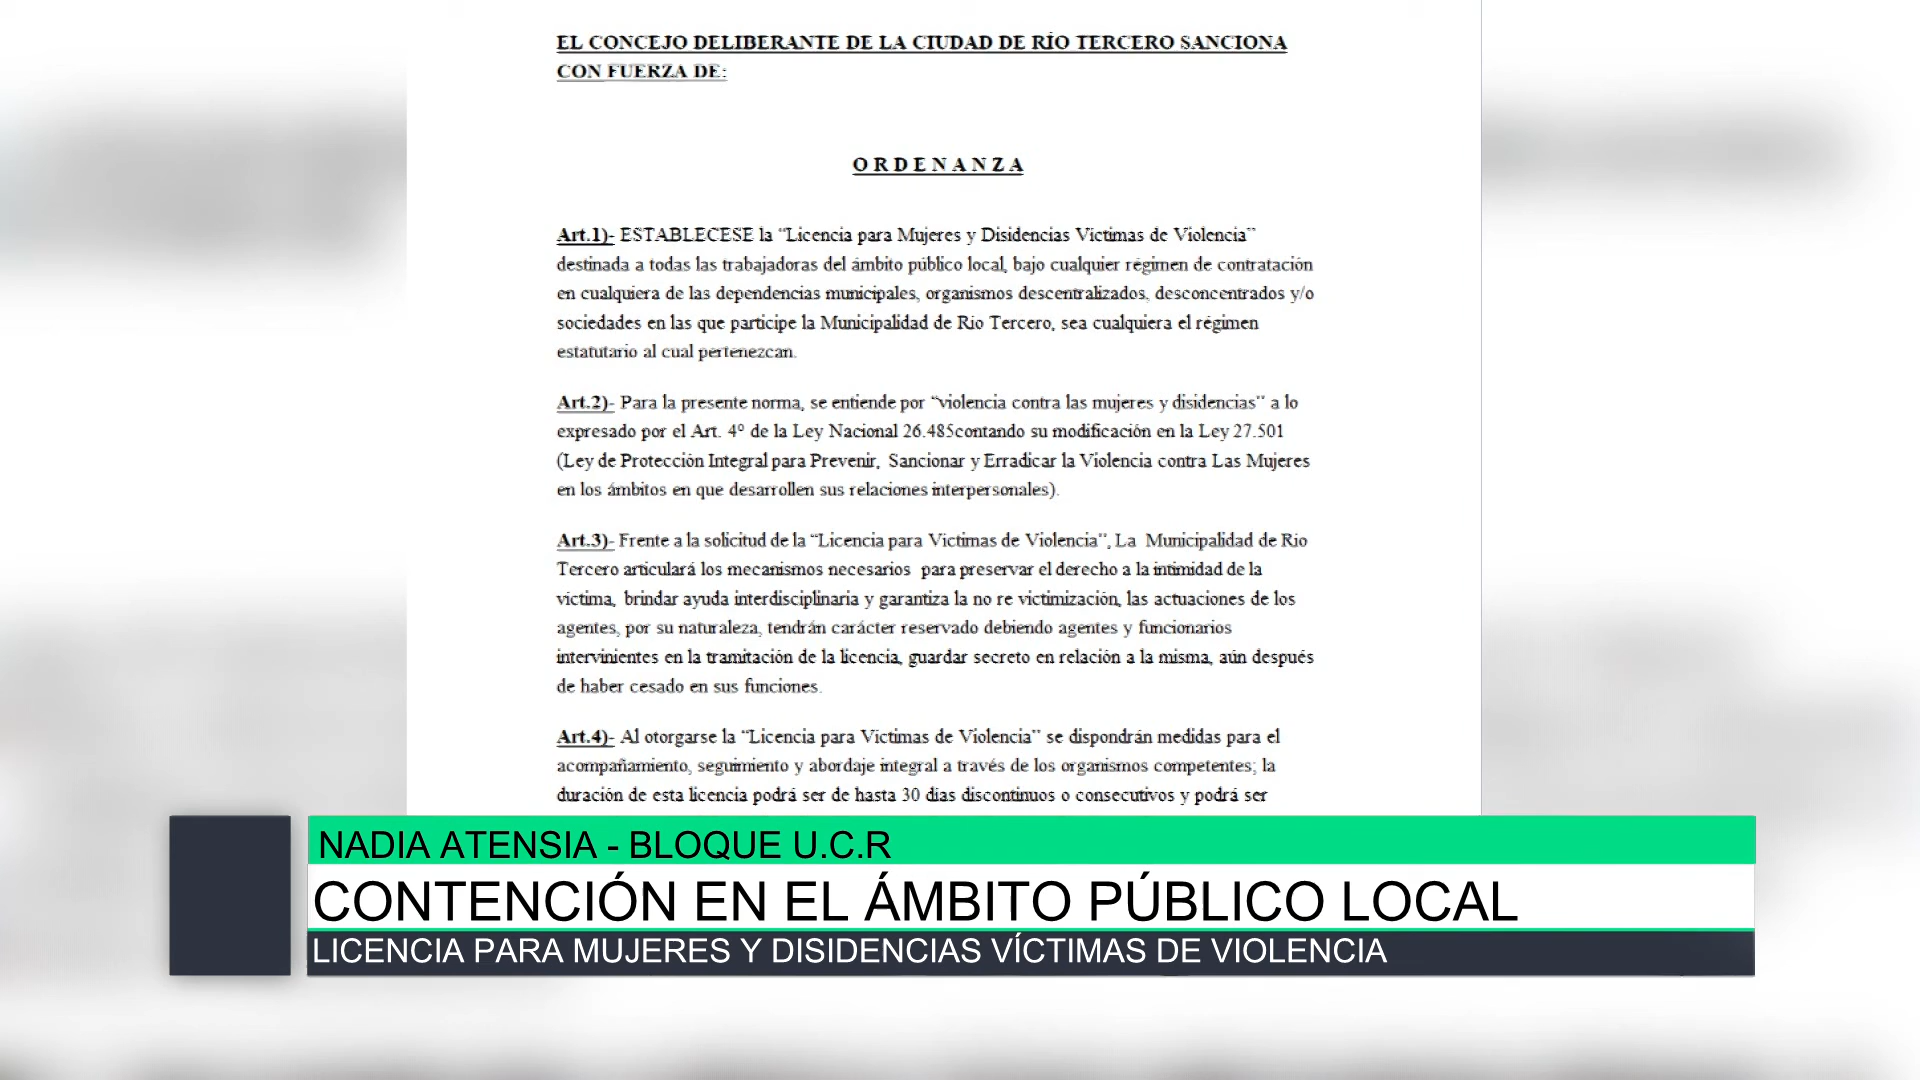 EL CONCEJO DELIBERANTE DE LA CIUDAD DE RÍO TERCERO SANCIONA
CON FUERZA DE:
ORDENANZA
Art.1)- ESTABLECESE la “Licencia para Mujeres y Disidencias Víctimas de Violencia”
destinada a todas las trabajadoras del ámbito público local, bajo cualquier régimen de contratación
en cualquiera de las dependencias municipales, organismos descentralizados, desconcentrados y/o
sociedades en las que participe la Municipalidad de Río Tercero, sea cualquiera el régimen
estatutario al cual pertenezcan.
Art.2)- Para la presente norma, se entiende por “violencia contra las mujeres y disidencias” a lo
expresado por el Art. 4° de la Ley Nacional 26.485contando su modificación en la Ley 27.501
(Ley de Protección Integral para Prevenir, Sancionar y Erradicar la Violencia contra Las Mujeres
en los ámbitos en que desarrollen sus relaciones interpersonales).
Art.3)- Frente a la solicitud de la “Licencia para Víctimas de Violencia”, La Municipalidad de Río
Tercero articulará los mecanismos necesarios para preservar el derecho a la intimidad de la
víctima, brindar ayuda interdisciplinaria y garantiza la no re victimización, las actuaciones de los
agentes, por su naturaleza, tendrán carácter reservado debiendo agentes y funcionarios
intervinientes en la tramitación de la licencia, guardar secreto en relación a la misma, aún después
de haber cesado en sus funciones.
Art.4)- Al otorgarse la “Licencia para Víctimas de Violencia” se dispondrán medidas para el
acompañamiento, seguimiento y abordaje integral a través de los organismos competentes; la
duración de esta licencia podrá ser de hasta 30 días discontinuos o consecutivos y podrá ser
NADIA ATENSIA - BLOQUE U.C.R
CONTENCIÓN EN EL ÁMBITO PÚBLICO LOCAL
LICENCIA PARA MUJERES Y DISIDENCIAS VÍCTIMAS DE VIOLENCIA